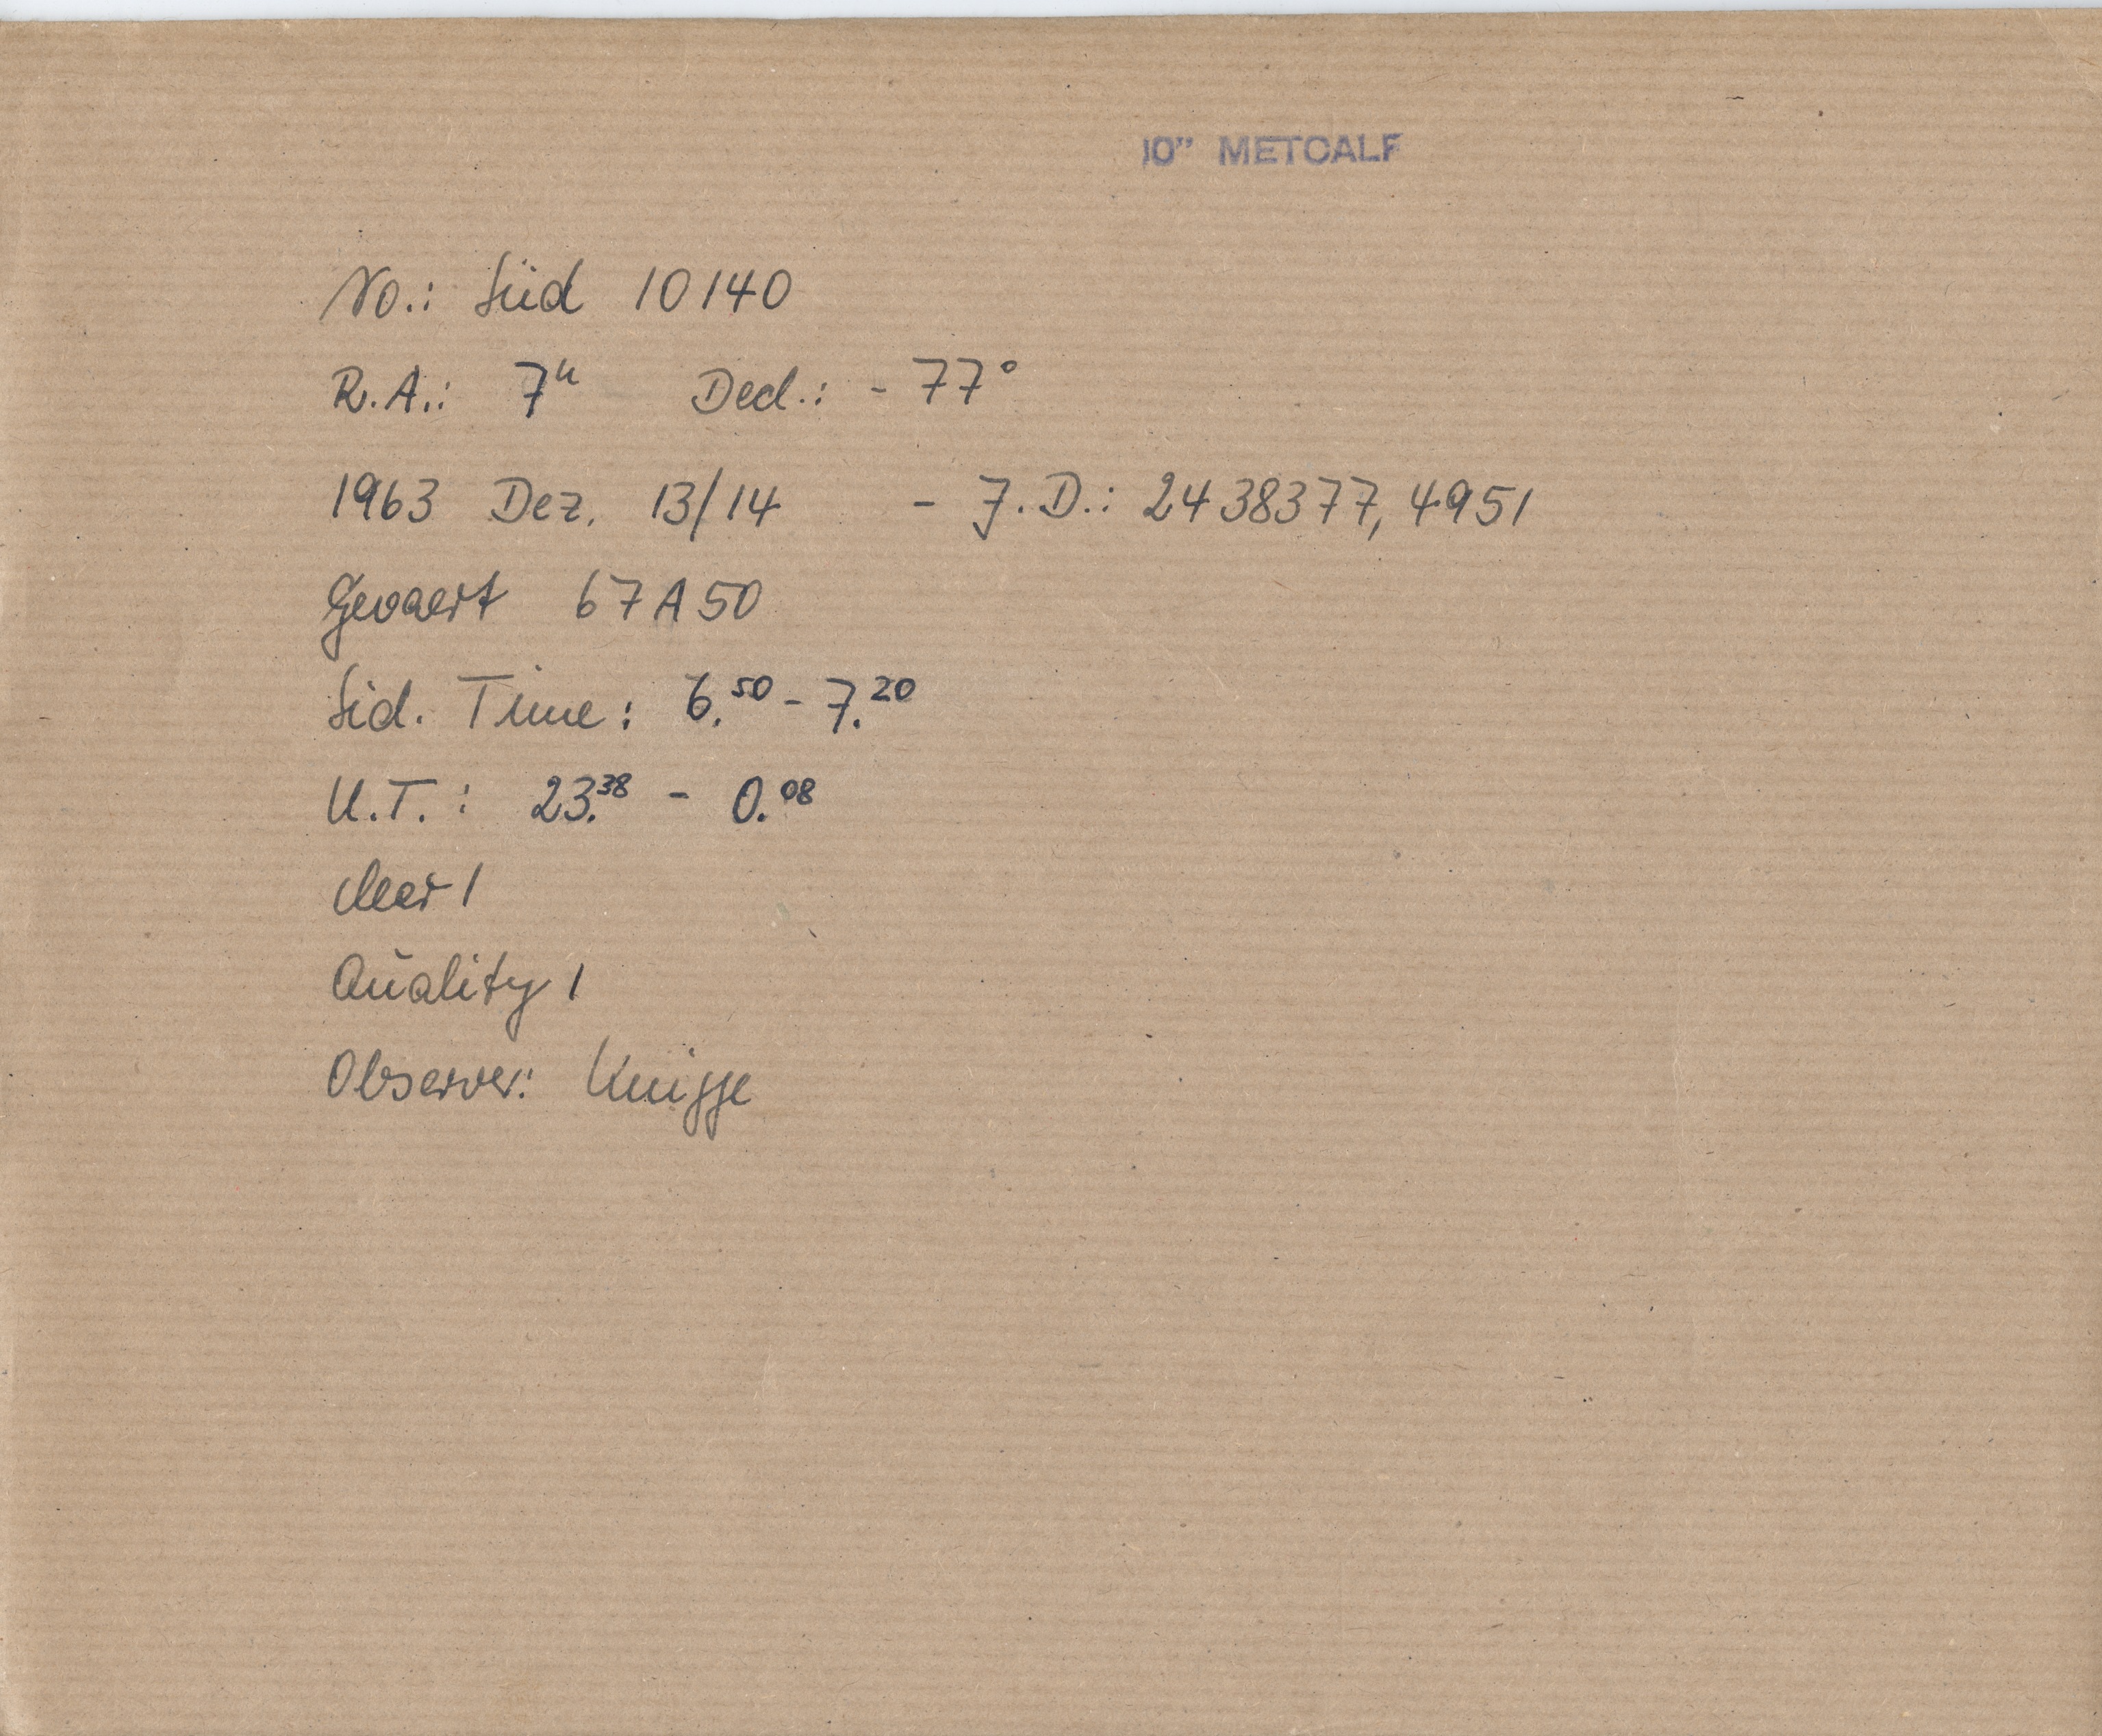 10" METCALF
No.: Süd 10140
R.A.: 7h Decl.: - 77°
1963 Dez. 13/14 - J.D.: 2438377,4951
Gevaert 67A50
Sid. Time: 6.50 - 7.20
U.T.: 23.38 - 0.08
clear 1
Quality 1
Observer: Knigge